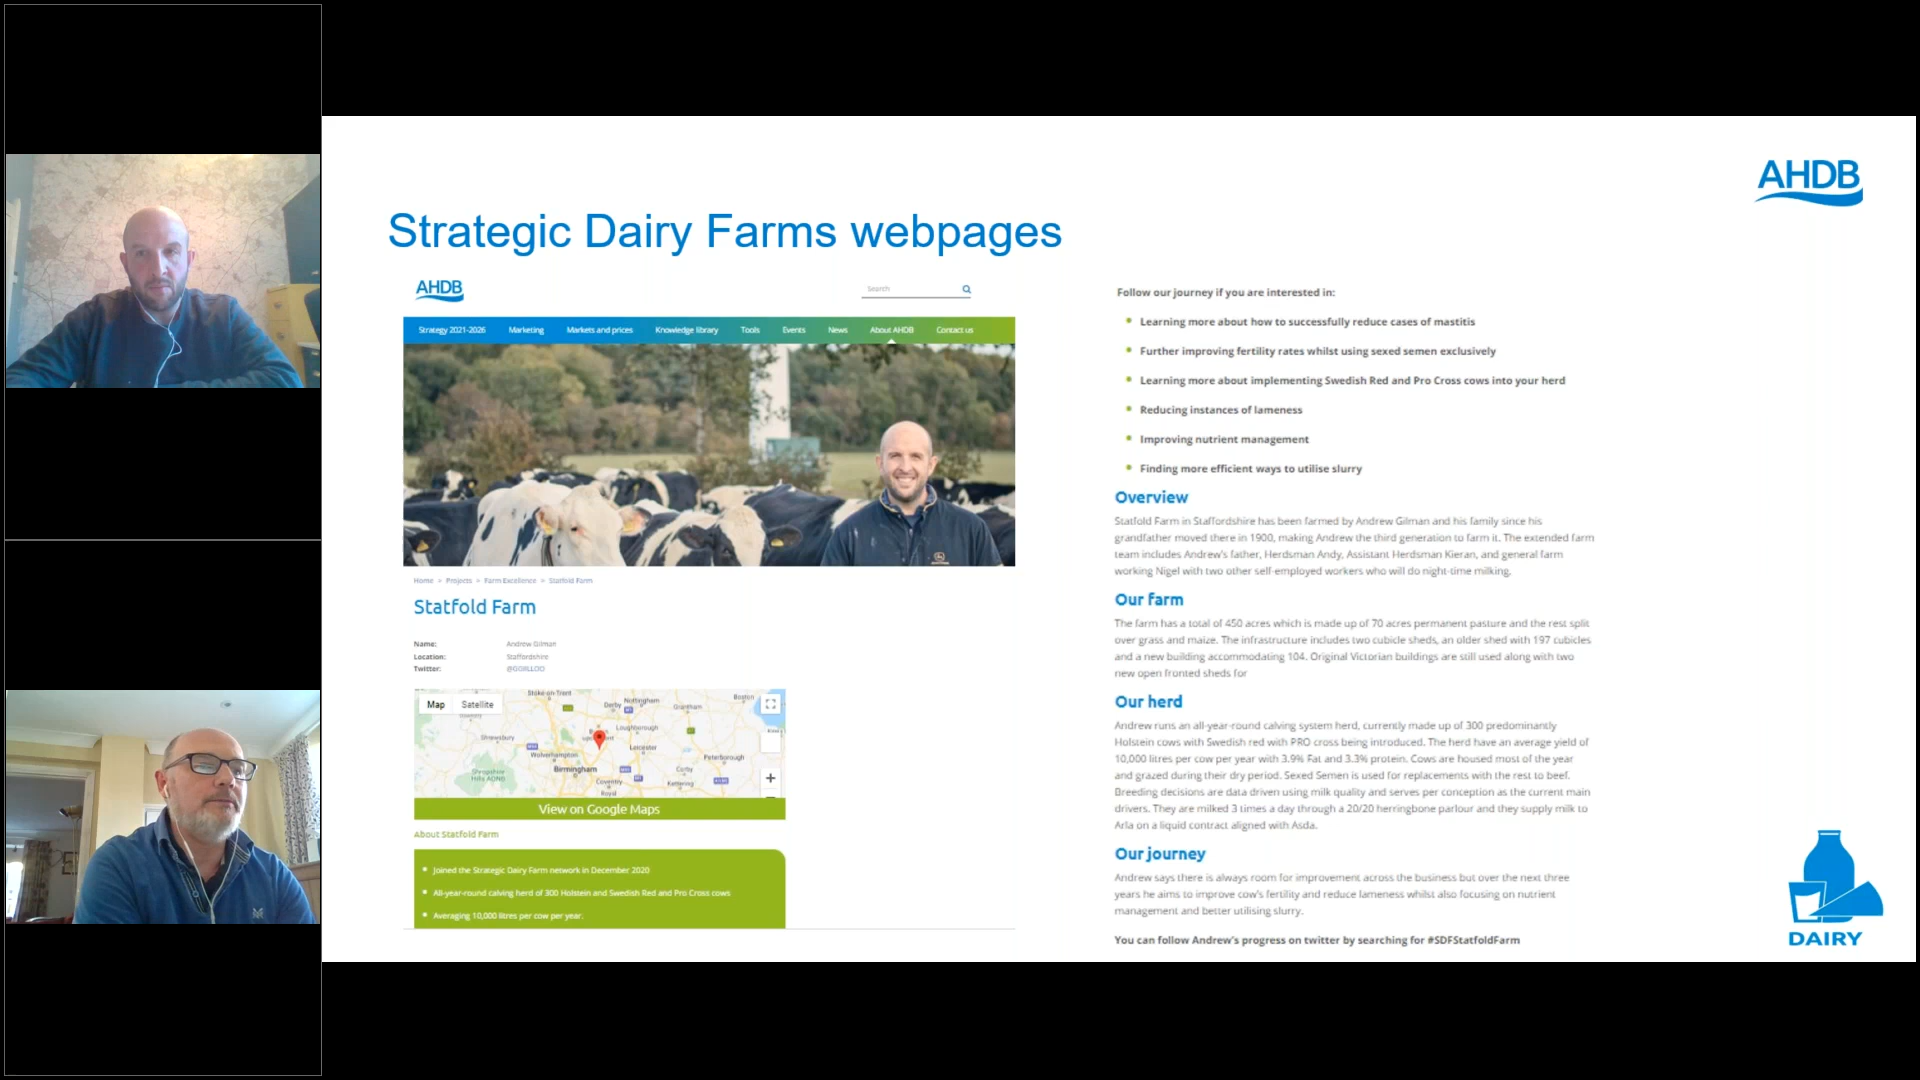 AHDB
Strategic Dairy Farms webpages
AHDB
Search
Strategy 2021-2026 Marketing Markets and prices Knowledge library Tools Events News About AHDB Contact us
Home > Projects > Farm Excellence > Statfold Farm
Statfold Farm
Name: Andrew Gilman
Location: Staffordshire
Twitter:
Map Satellite
Stoke-on-Trent
Nottingham
Derby
Boston
Grantham
Shrewsbury
Loughborough
Leicester
Wolverhampton
Peterborough
Birmingham
Shropshire
Hills AONB
Corby
Coventry
Kettering
Royal
View on Google Maps
About Statfold Farm
Joined the Strategic Dairy Farm network in December 2020
All-year-round calving herd of 300 Holstein and Swedish Red and Pro Cross cows
Averaging 10,000 litres per cow per year.
Follow our journey if you are interested in:
Learning more about how to successfully reduce cases of mastitis
Further improving fertility rates whilst using sexed semen exclusively
Learning more about implementing Swedish Red and Pro Cross cows into your herd
Reducing instances of lameness
Improving nutrient management
Finding more efficient ways to utilise slurry
Overview
Statfold Farm in Staffordshire has been farmed by Andrew Gilman and his family since his
grandfather moved there in 1900, making Andrew the third generation to farm it. The extended farm
team includes Andrew's father, Herdsman Andy, Assistant Herdsman Kieran, and general farm
working Nigel with two other self-employed workers who will do night-time milking.
Our farm
The farm has a total of 450 acres which is made up of 70 acres permanent pasture and the rest split
over grass and maize. The infrastructure includes two cubicle sheds, an older shed with 197 cubicles
and a new building accommodating 104. Original Victorian buildings are still used along with two
new open fronted sheds for
Our herd
Andrew runs an all-year-round calving system herd, currently made up of 300 predominantly
Holstein cows with Swedish red with PRO cross being introduced. The herd have an average yield of
10,000 litres per cow per year with 3.9% Fat and 3.3% protein. Cows are housed most of the year
and grazed during their dry period. Sexed Semen is used for replacements with the rest to beef.
Breeding decisions are data driven using milk quality and serves per conception as the current main
drivers. They are milked 3 times a day through a 20/20 herringbone parlour and they supply milk to
Arla on a liquid contract aligned with Asda.
Our journey
Andrew says there is always room for improvement across the business but over the next three
years he aims to improve cow's fertility and reduce lameness whilst also focusing on nutrient
management and better utilising slurry.
You can follow Andrew's progress on twitter by searching for #SDFStatfoldFarm
DAIRY